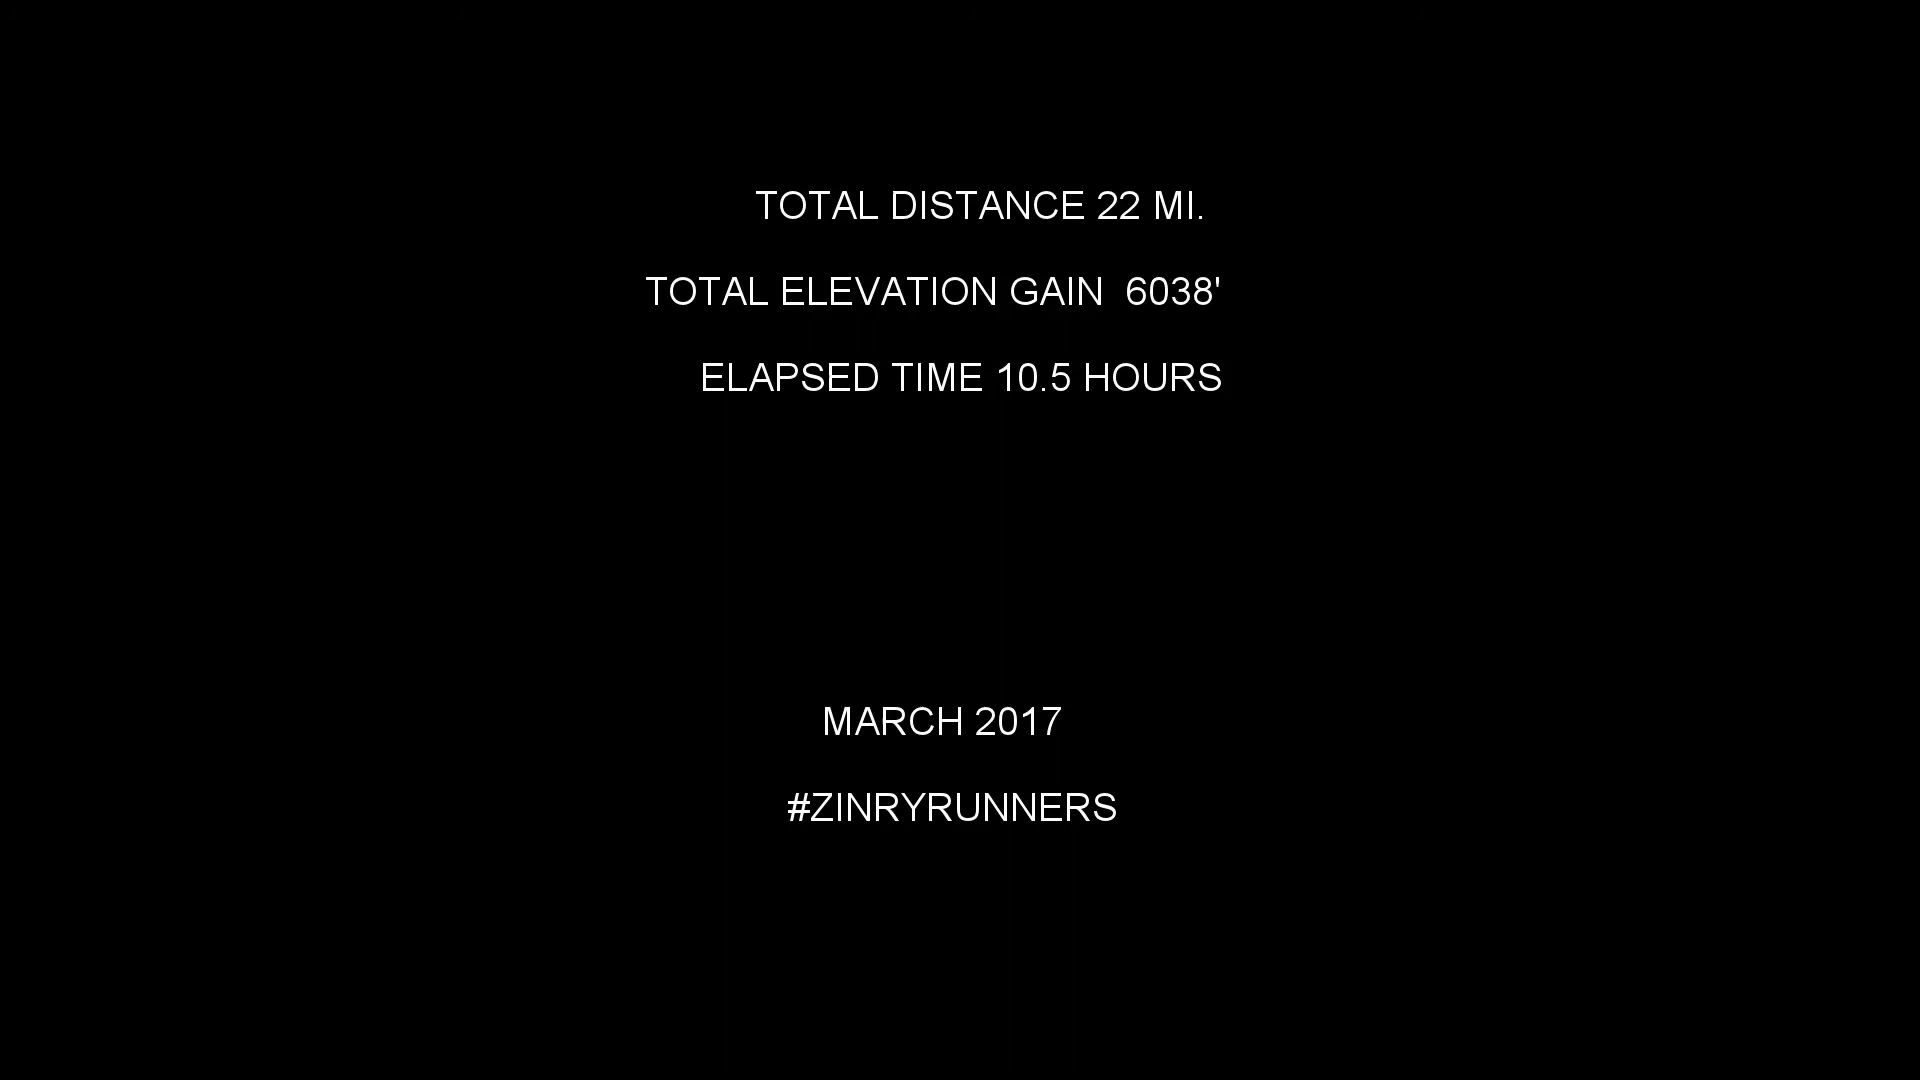 TOTAL DISTANCE 22 MI.
TOTAL ELEVATION GAIN  6038'
ELAPSED TIME 10.5 HOURS
MARCH 2017
#ZINRYRUNNERS